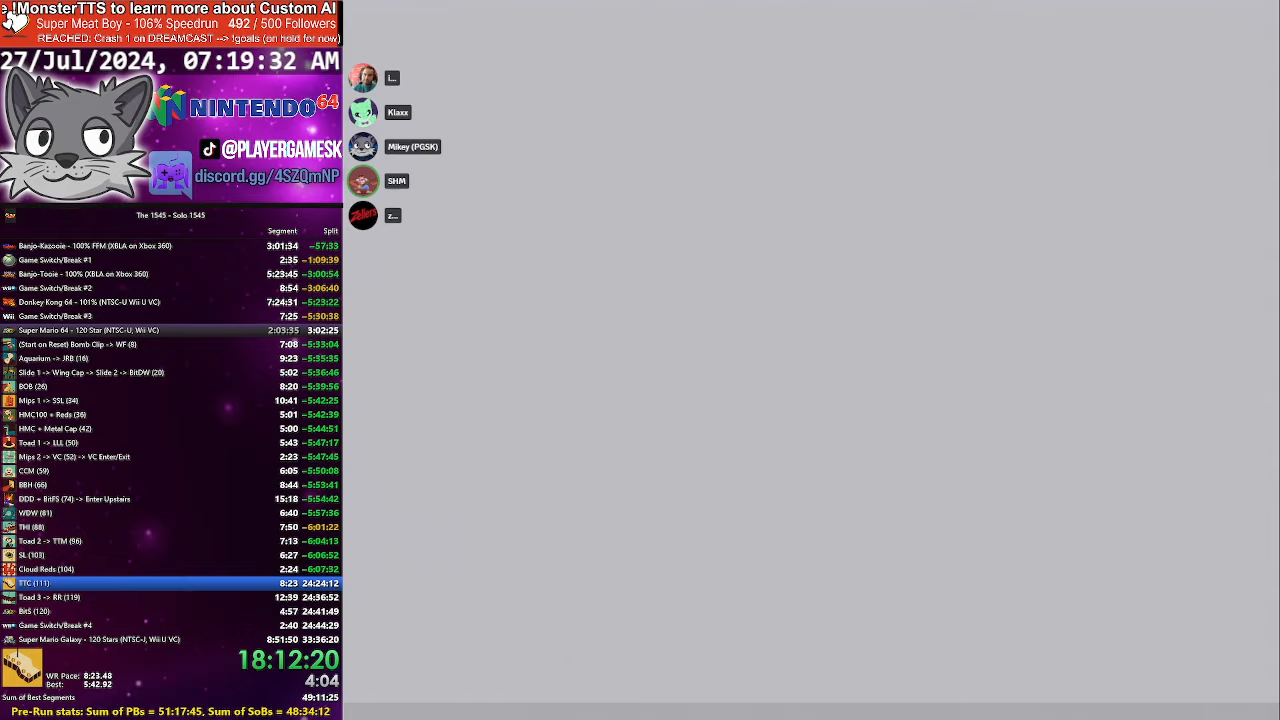 e !MonsterTTS to learn more about Custom AI
Super Meat Boy - 106% Speedrun 492 / 500 Followers
REACHED: Crash 1 on DREAMCAST --> !goals (on hold for now)
27/Jul/2024, 07:19:32 AM
NINTENDO 64
@PLAYERGAMESK
discord.gg/4SZQmNP
The 1545 - Solo 1545
Segment Split
Banjo-Kazooie - 100% FFM (XBLA on Xbox 360) 3:01:34 −57:33
Game Switch/Break #1 2:35 −1:09:39
Banjo-Tooie - 100% (XBLA on Xbox 360) 5:23:45 −3:00:54
Game Switch/Break #2 8:54 −3:06:40
Donkey Kong 64 - 101% (NTSC-U Wii U VC) 7:24:31 −5:23:22
Wii Game Switch/Break #3 7:25 −5:30:38
Super Mario 64 - 120 Star (NTSC-U, Wii VC) 2:03:35 3:02:25
(Start on Reset) Bomb Clip -> WF (8) 7:08 −5:33:04
Aquarium -> JRB (16) 9:23 −5:35:35
Slide 1 -> Wing Cap -> Slide 2 -> BitDW (20) 5:02 −5:36:46
BOB (26) 8:20 −5:39:56
Mips 1 -> SSL (34) 10:41 −5:42:25
HMC100 + Reds (36) 5:01 −5:42:39
HMC + Metal Cap (42) 5:00 −5:44:51
Toad 1 -> LLL (50) 5:43 −5:47:17
Mips 2 -> VC (52) -> VC Enter/Exit 2:23 −5:47:45
CCM (59) 6:05 −5:50:08
BBH (66) 8:44 −5:53:41
DDD + BitFS (74) -> Enter Upstairs 15:18 −5:54:42
WDW (81) 6:40 −5:57:36
THI (88) 7:50 −6:01:22
Toad 2 -> TTM (96) 7:13 −6:04:13
SL (103) 6:27 −6:06:52
Cloud Reds (104) 2:24 −6:07:32
TTC (111) 8:23 24:24:12
Toad 3 -> RR (119) 12:39 24:36:52
BitS (120) 4:57 24:41:49
Game Switch/Break #4 2:40 24:44:29
Super Mario Galaxy - 120 Stars (NTSC-J, Wii U VC) 8:51:50 33:36:20
18:12:20
WR Pace: 8:23.48 4:04
Best: 5:42.92
Sum of Best Segments 49:11:25
Pre-Run stats: Sum of PBs = 51:17:45, Sum of SoBs = 48:34:12
i...
Klaxx
Mikey (PGSK)
SHM
Zellers
z...